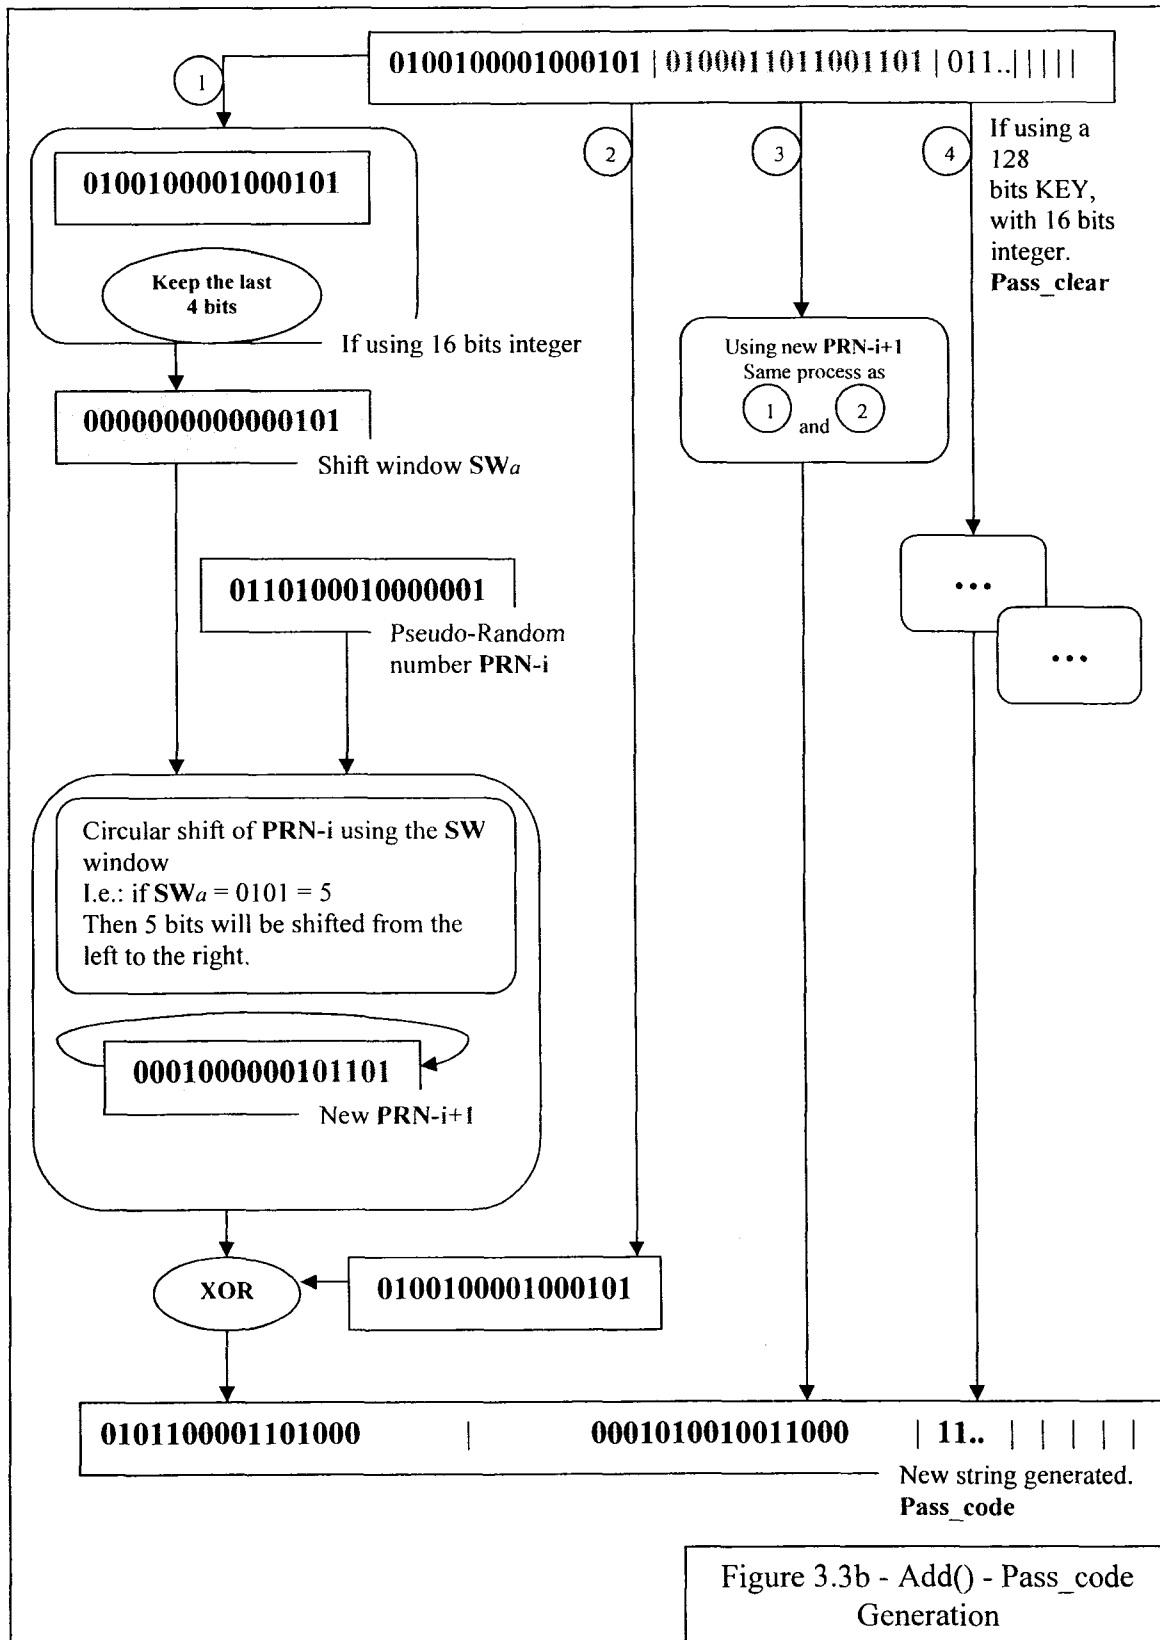 0100100001000101 | 0100011011001101 | 011..| | | | |
1
2
3
4
If using a
128
bits KEY,
with 16 bits
integer.
Pass_clear
0100100001000101
Keep the last
4 bits
If using 16 bits integer
0000000000000101
Shift window SWa
Using new PRN-i+1
Same process as
1 and 2
0110100010000001
Pseudo-Random
number PRN-i
...
...
Circular shift of PRN-i using the SW
window
I.e.: if SWa = 0101 = 5
Then 5 bits will be shifted from the
left to the right.
0001000000101101
New PRN-i+1
XOR
0100100001000101
0101100001101000 | 0001010010011000 | 11.. | | | | |
New string generated.
Pass_code
Figure 3.3b - Add() - Pass_code
Generation